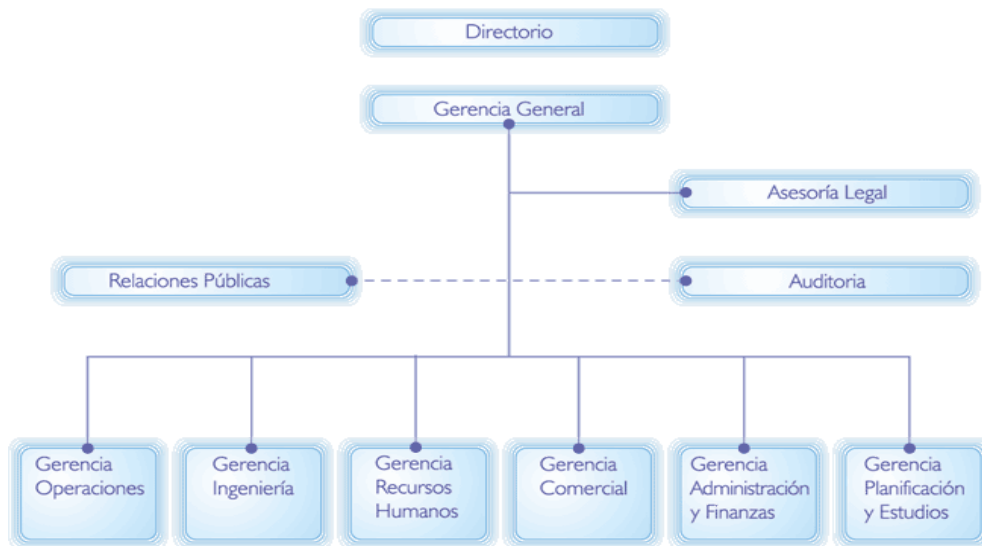 Directorio
Gerencia General
Asesoría Legal
Relaciones Públicas
Auditoria
Gerencia
Operaciones
Gerencia
Ingeniería
Gerencia
Recursos
Humanos
Gerencia
Comercial
Gerencia
Administración
y Finanzas
Gerencia
Planificación
y Estudios